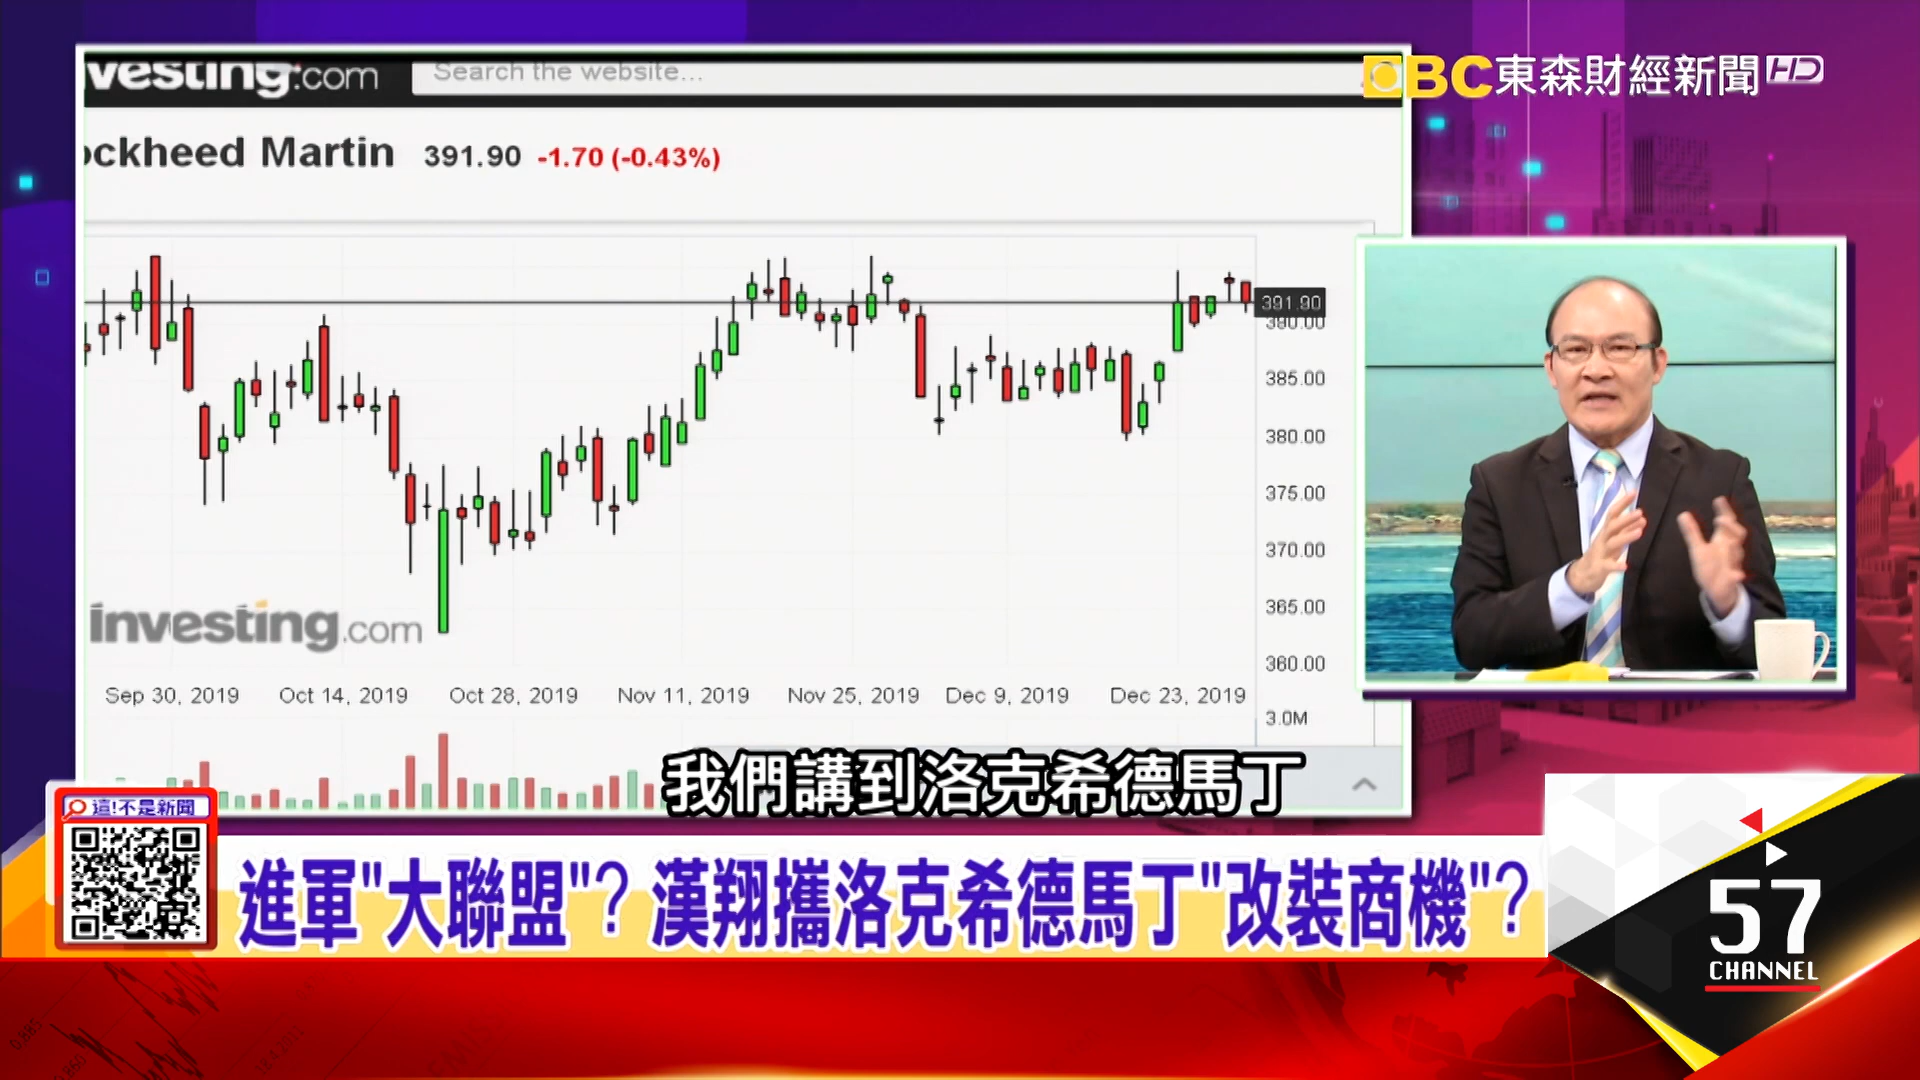 nvesting.com
Search the website...
EBC東森財經新聞HD
ockheed Martin 391.90 -1.70 (-0.43%)
391.90
390.00
385.00
380.00
375.00
370.00
365.00
360.00
investing.com
Sep 30, 2019 Oct 14, 2019 Oct 28, 2019 Nov 11, 2019 Nov 25, 2019 Dec 9, 2019 Dec 23, 2019
3.0M
我們講到洛克希德馬丁
這!不是新聞
進軍"大聯盟"? 漢翔攜洛克希德馬丁"改裝商機"?
57
CHANNEL